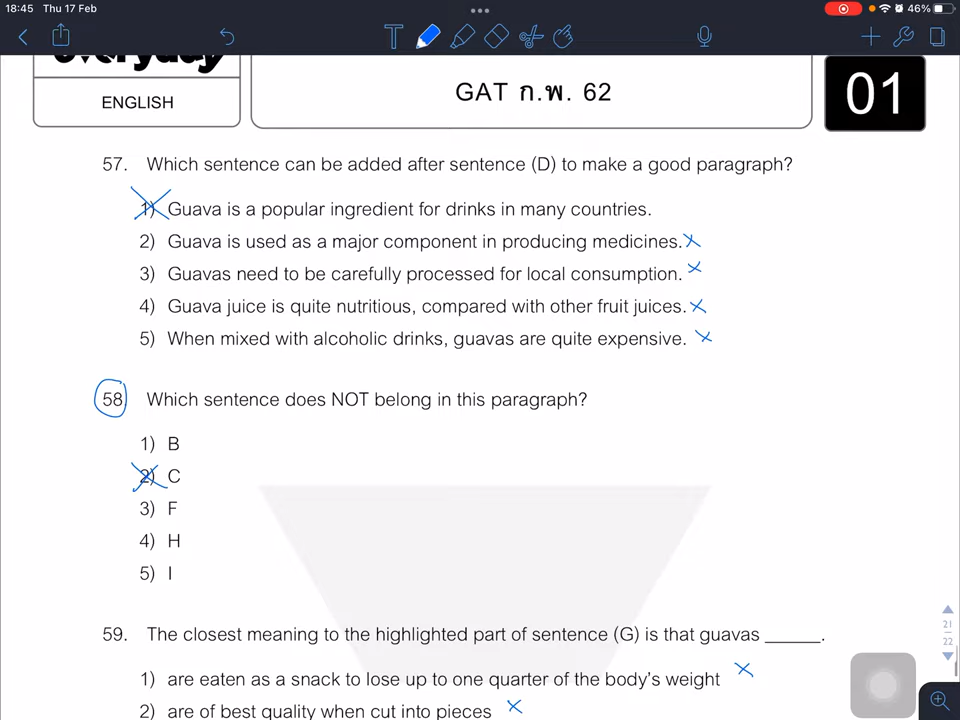 18:45 Thu 17 Feb 46%
everyday
ENGLISH
GAT ก.พ. 62
01
57. Which sentence can be added after sentence (D) to make a good paragraph?
1) Guava is a popular ingredient for drinks in many countries.
2) Guava is used as a major component in producing medicines.
3) Guavas need to be carefully processed for local consumption.
4) Guava juice is quite nutritious, compared with other fruit juices.
5) When mixed with alcoholic drinks, guavas are quite expensive.
58 Which sentence does NOT belong in this paragraph?
1) B
2) C
3) F
4) H
5) I
59. The closest meaning to the highlighted part of sentence (G) is that guavas ______.
1) are eaten as a snack to lose up to one quarter of the body's weight
2) are of best quality when cut into pieces
21
22